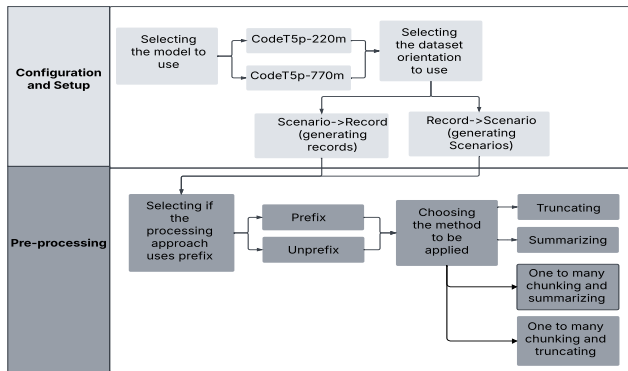 Configuration
and Setup
Selecting
the model to
use
CodeT5p-220m
CodeT5p-770m
Selecting
the dataset
orientation
to use
Scenario->Record
(generating
records)
Record->Scenario
(generating
Scenarios)
Pre-processing
Selecting if
the
processing
approach
uses prefix
Prefix
Unprefix
Choosing
the method
to be
applied
Truncating
Summarizing
One to many
chunking and
summarizing
One to many
chunking and
truncating